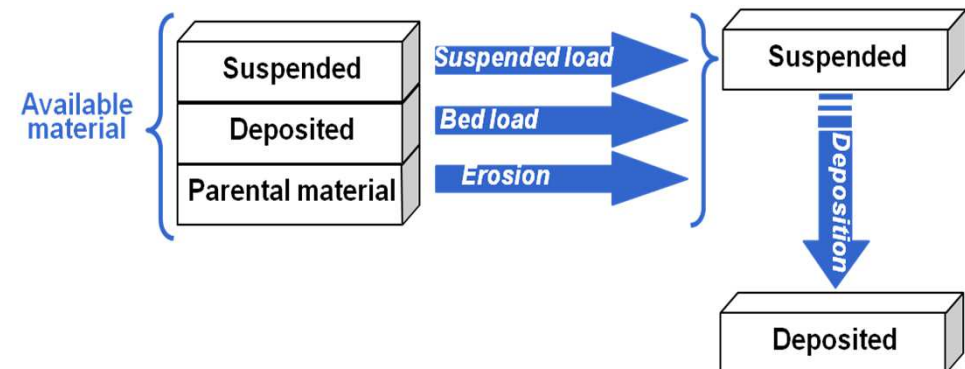 Available
material
Suspended
Deposited
Parental material
Suspended load
Bed load
Erosion
Suspended
Deposition
Deposited